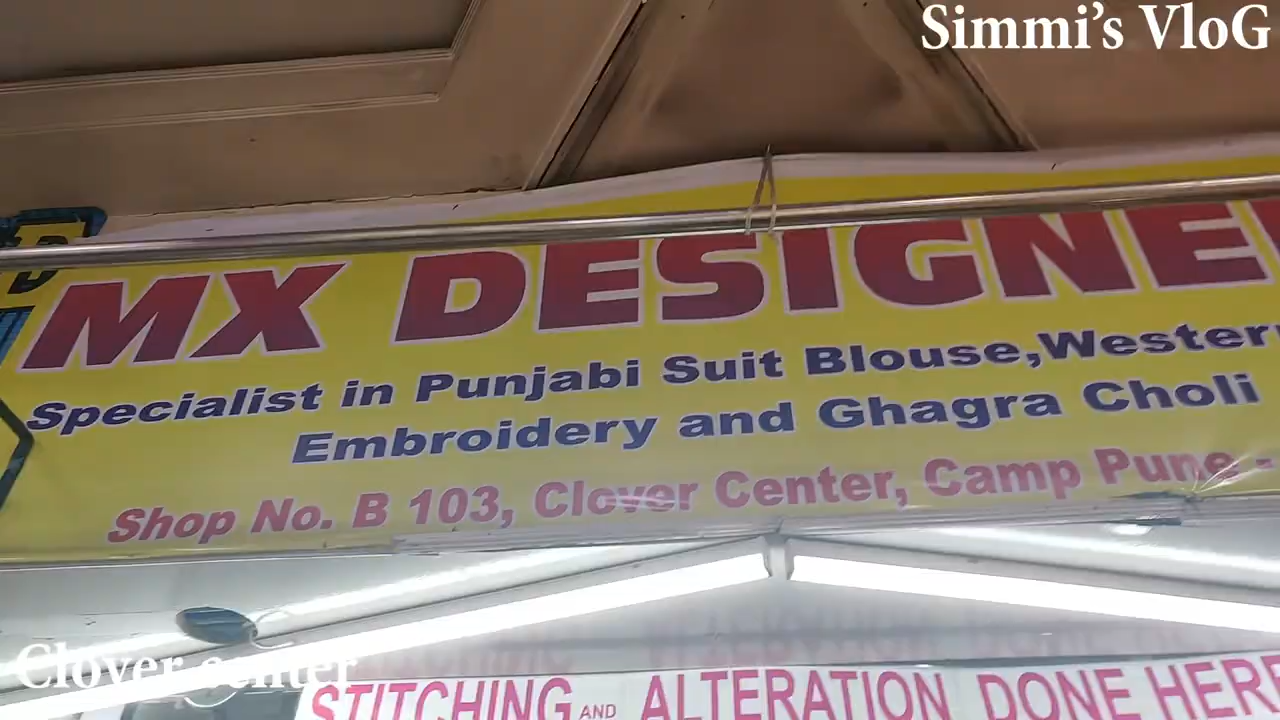 Simmi's VloG
MX DESIGNE
Specialist in Punjabi Suit Blouse,Western
Embroidery and Ghagra Choli
Shop No. B 103, Clover Center, Camp Pune -
Clover center
STITCHING AND ALTERATION DONE HERE